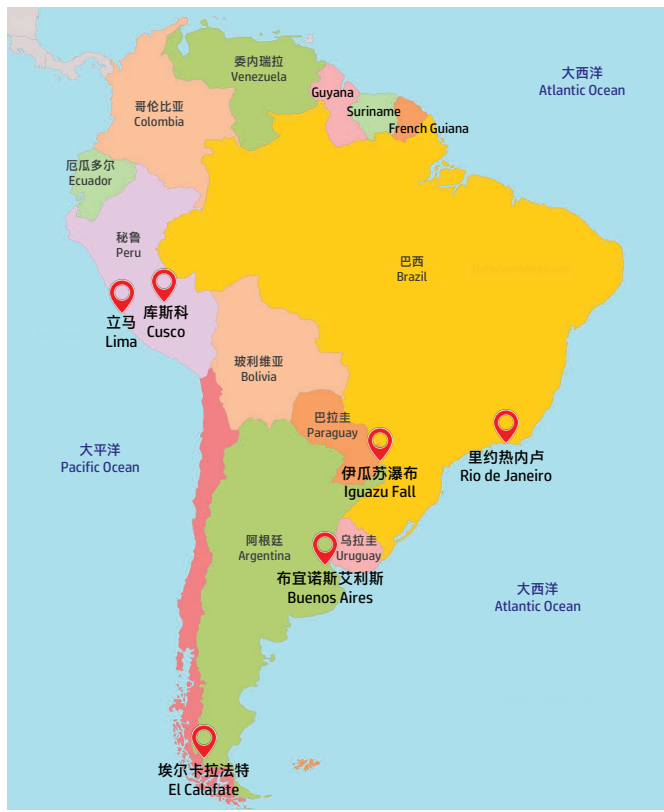 委内瑞拉
Venezuela
大西洋
Atlantic Ocean
哥伦比亚
Colombia
Guyana
Suriname
French Guiana
厄瓜多尔
Ecuador
秘鲁
Peru
巴西
Brazil
立马
Lima
库斯科
Cusco
玻利维亚
Bolivia
巴拉圭
Paraguay
大平洋
Pacific Ocean
伊瓜苏瀑布
Iguazu Fall
里约热内卢
Rio de Janeiro
阿根廷
Argentina
乌拉圭
Uruguay
布宜诺斯艾利斯
Buenos Aires
大西洋
Atlantic Ocean
埃尔卡拉法特
El Calafate